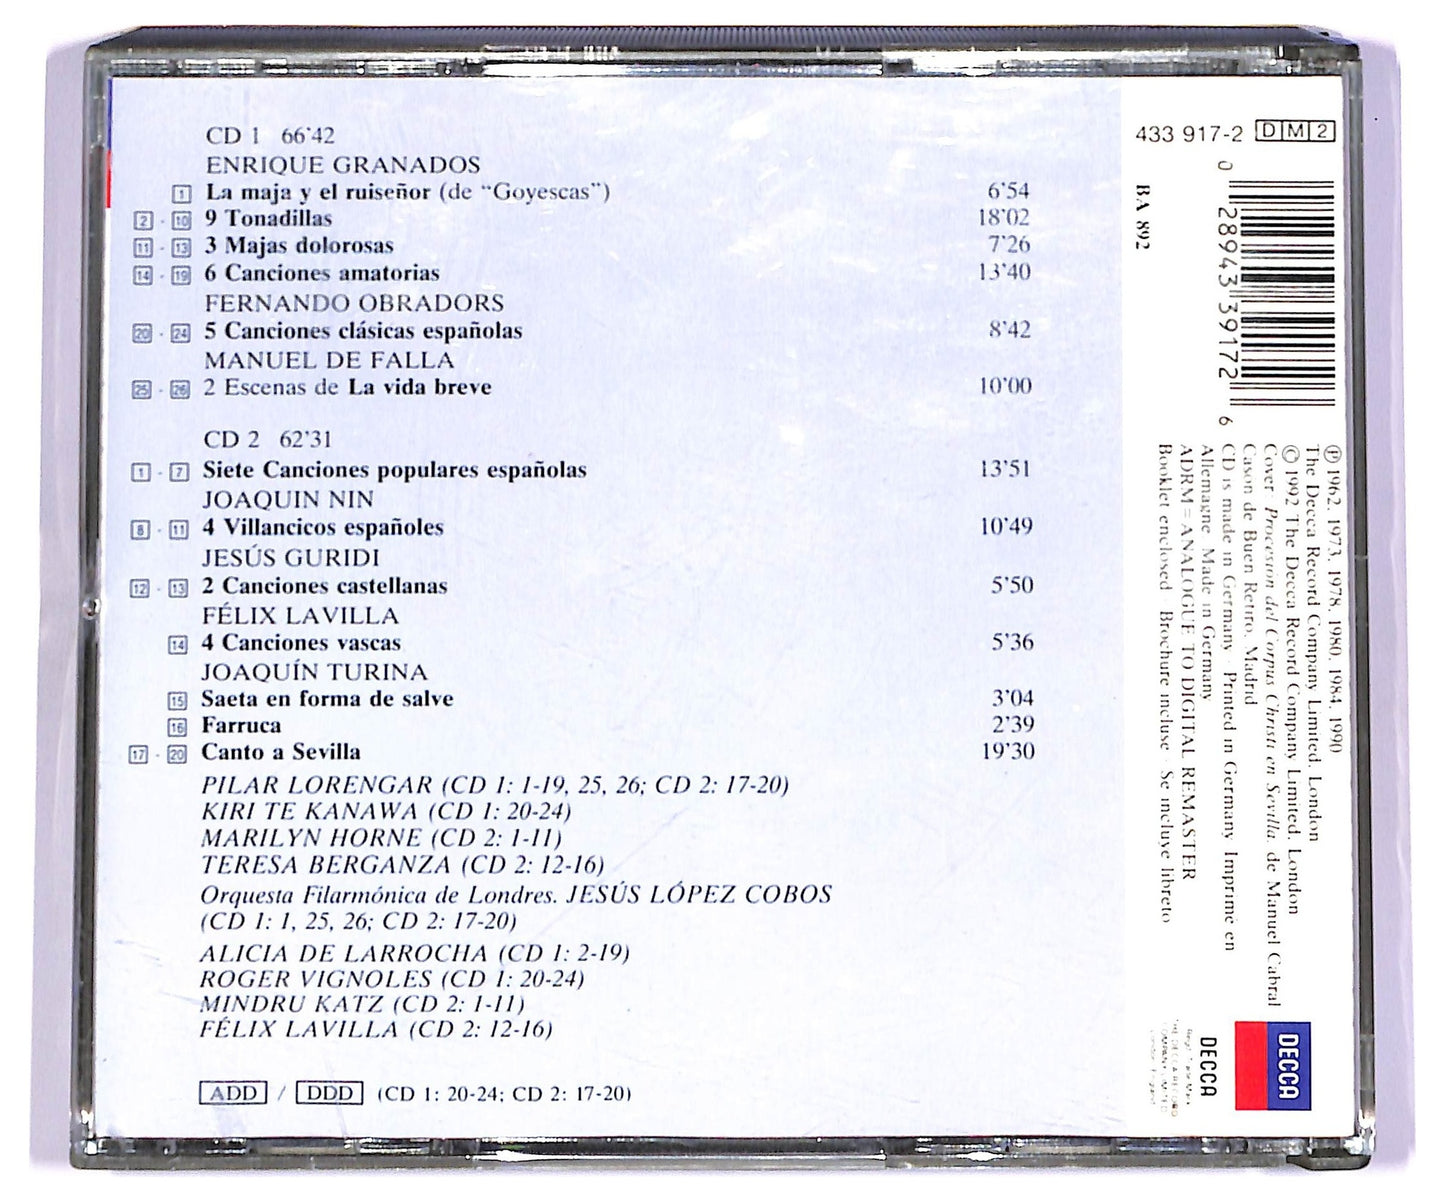 CD 1 66'42
ENRIQUE GRANADOS
1 La maja y el ruiseñor (de “Goyescas”) 6'54
2 - 10 9 Tonadillas 18'02
11 - 13 3 Majas dolorosas 7'26
14 - 19 6 Canciones amatorias 13'40
FERNANDO OBRADORS
20 - 24 5 Canciones clásicas españolas 8'42
MANUEL DE FALLA
25 - 26 2 Escenas de La vida breve 10'00
CD 2 62'31
1 - 7 Siete Canciones populares españolas 13'51
JOAQUIN NIN
8 - 11 4 Villancicos españoles 10'49
JESÚS GURIDI
12 - 13 2 Canciones castellanas 5'50
FÉLIX LAVILLA
14 4 Canciones vascas 5'36
JOAQUÍN TURINA
15 Saeta en forma de salve 3'04
16 Farruca 2'39
17 - 20 Canto a Sevilla 19'30
PILAR LORENGAR (CD 1: 1-19, 25, 26; CD 2: 17-20)
KIRI TE KANAWA (CD 1: 20-24)
MARILYN HORNE (CD 2: 1-11)
TERESA BERGANZA (CD 2: 12-16)
Orquesta Filarmónica de Londres. JESÚS LÓPEZ COBOS
(CD 1: 1, 25, 26; CD 2: 17-20)
ALICIA DE LARROCHA (CD 1: 2-19)
ROGER VIGNOLES (CD 1: 20-24)
MINDRU KATZ (CD 2: 1-11)
FÉLIX LAVILLA (CD 2: 12-16)
ADD / DDD (CD 1: 20-24; CD 2: 17-20)
433 917-2 D M 2
BA 892
0 28943 39172 6
℗ 1962, 1973, 1978, 1980, 1984, 1990
The Decca Record Company Limited, London
© 1992 The Decca Record Company Limited, London
Cover: Procesion del Corpus Christi en Sevilla, de Manuel Cabral
Cason de Buen Retiro, Madrid
CD is made in Germany · Printed in Germany Imprimé en
Allemagne Made in Germany
ADRM = ANALOGUE TO DIGITAL REMASTER
Booklet enclosed · Brochure incluse · Se incluye libreto
DECCA
DECCA
THE DECCA RECORD
COMPANY LIMITED
London England